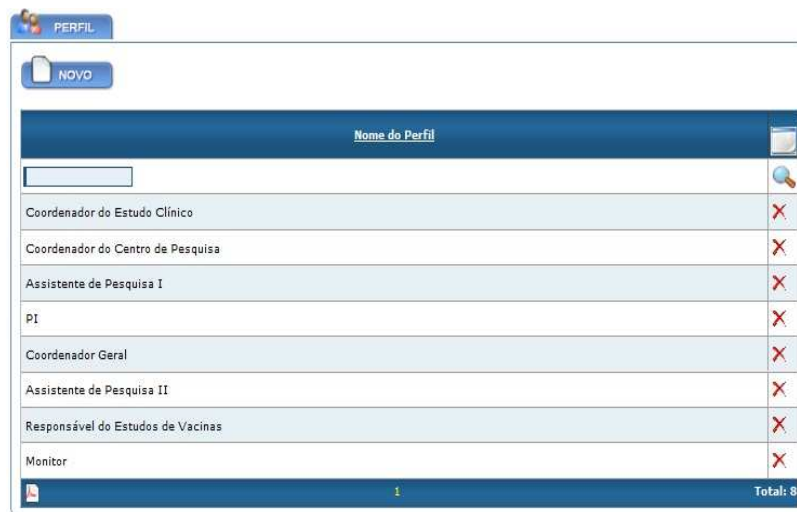 PERFIL
NOVO
Nome do Perfil
Coordenador do Estudo Clínico
Coordenador do Centro de Pesquisa
Assistente de Pesquisa I
PI
Coordenador Geral
Assistente de Pesquisa II
Responsável do Estudos de Vacinas
Monitor
1 Total: 8